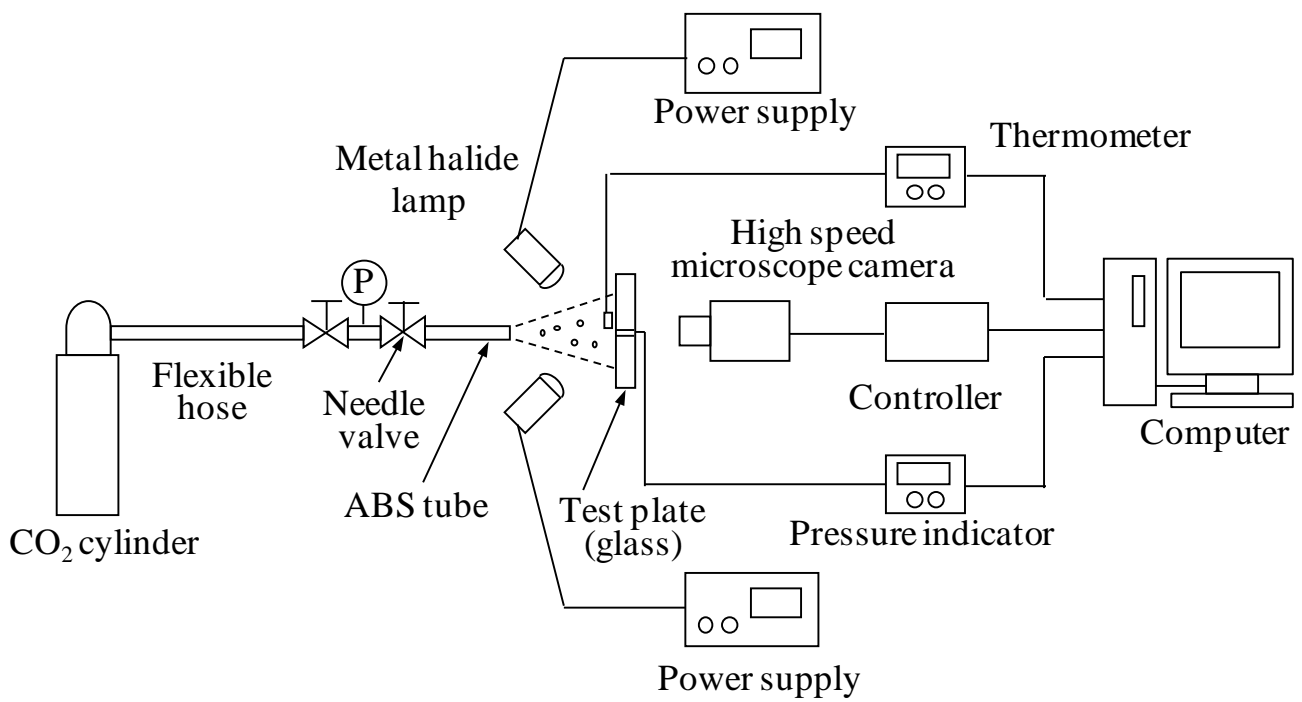 Power supply
Thermometer
Metal halide
lamp
High speed
microscope camera
P
Flexible
hose
Needle
valve
Controller
Computer
ABS tube
Test plate
(glass)
Pressure indicator
CO₂ cylinder
Power supply